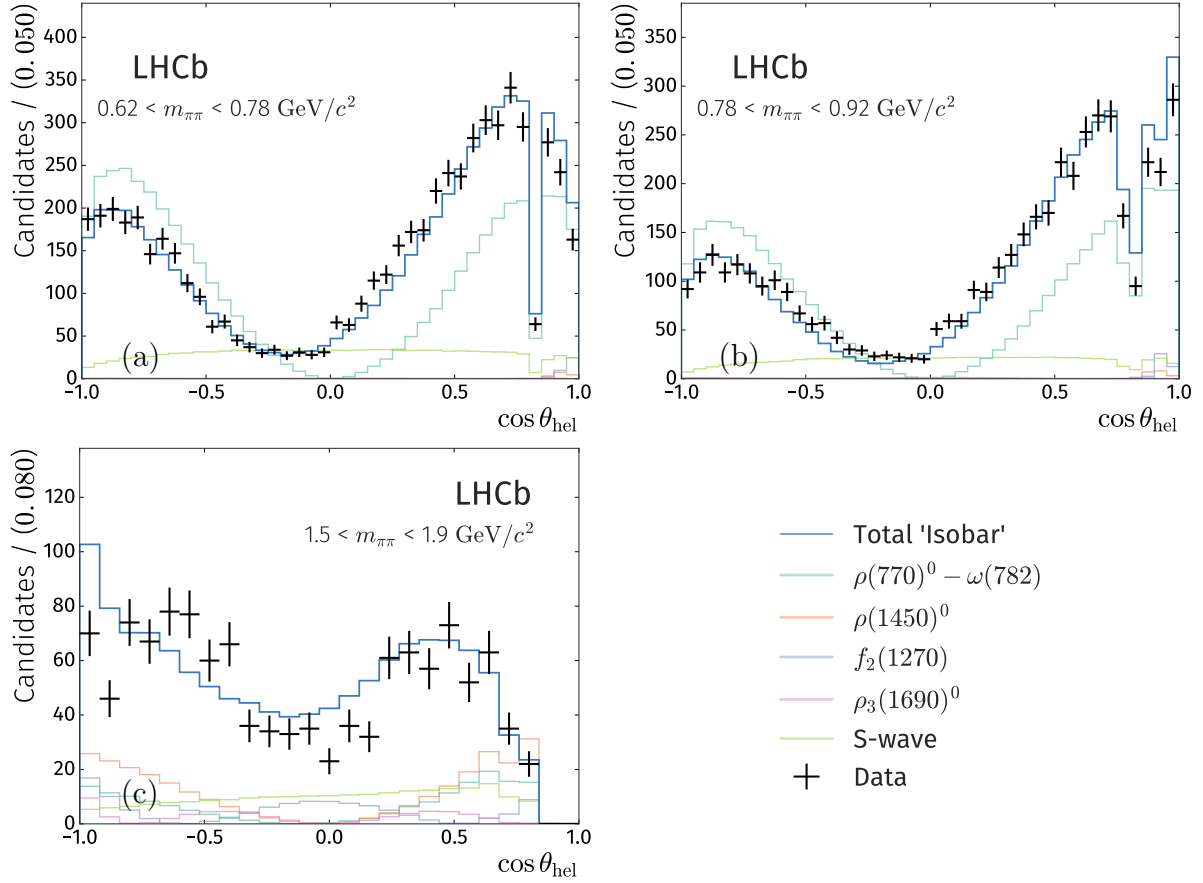 Candidates / (0.050)
400
350
300
250
200
150
100
50
0
LHCb
0.62 < mππ < 0.78 GeV/c²
(a)
−1.0 −0.5 0.0 0.5 1.0
cos θhel
Candidates / (0.050)
350
300
250
200
150
100
50
0
LHCb
0.78 < mππ < 0.92 GeV/c²
(b)
−1.0 −0.5 0.0 0.5 1.0
cos θhel
Candidates / (0.080)
120
100
80
60
40
20
0
LHCb
1.5 < mππ < 1.9 GeV/c²
(c)
−1.0 −0.5 0.0 0.5 1.0
cos θhel
Total 'Isobar'
ρ(770)⁰ − ω(782)
ρ(1450)⁰
f₂(1270)
ρ₃(1690)⁰
S-wave
Data